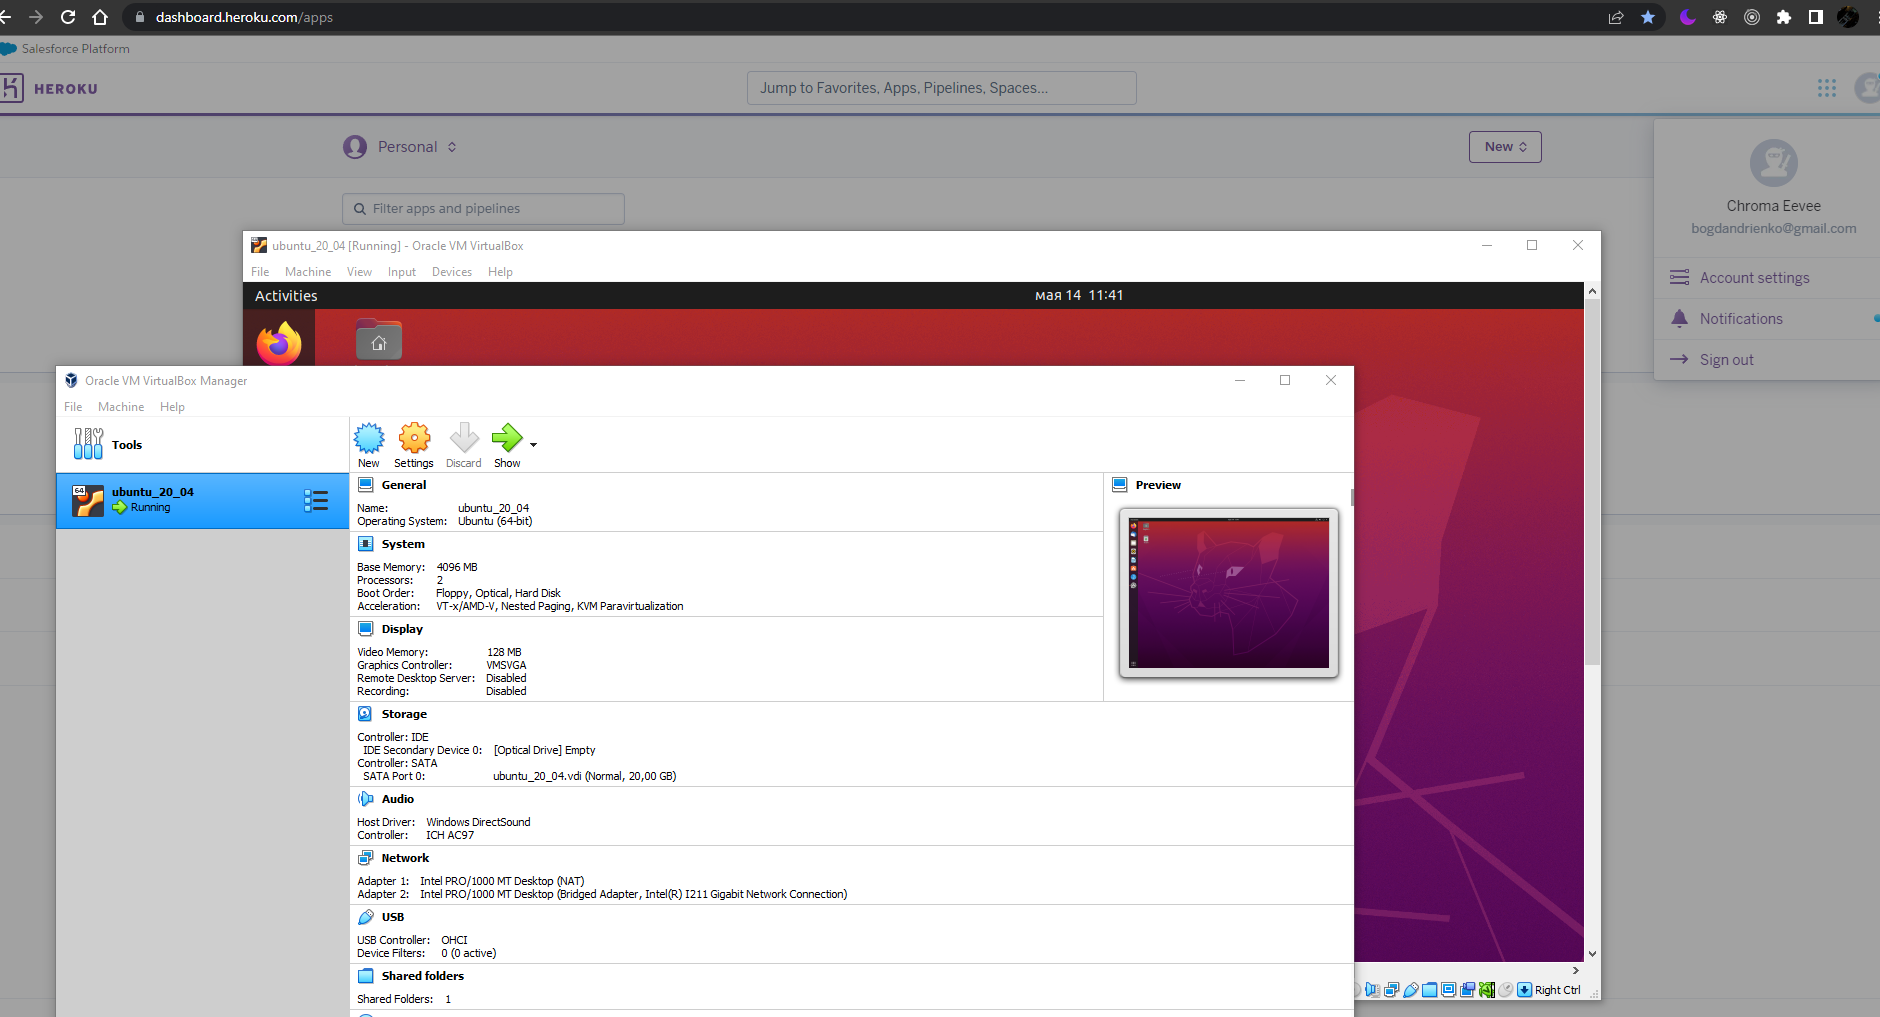 dashboard.heroku.com/apps
Salesforce Platform
HEROKU
Jump to Favorites, Apps, Pipelines, Spaces...
Personal
New
Filter apps and pipelines
Chroma Eevee
bogdandrienko@gmail.com
Account settings
Notifications
Sign out
ubuntu_20_04 [Running] - Oracle VM VirtualBox
File Machine View Input Devices Help
Activities
мая 14 11:41
Oracle VM VirtualBox Manager
File Machine Help
Tools
New Settings Discard Show
64
ubuntu_20_04
Running
General
Name: ubuntu_20_04
Operating System: Ubuntu (64-bit)
System
Base Memory: 4096 MB
Processors: 2
Boot Order: Floppy, Optical, Hard Disk
Acceleration: VT-x/AMD-V, Nested Paging, KVM Paravirtualization
Display
Video Memory: 128 MB
Graphics Controller: VMSVGA
Remote Desktop Server: Disabled
Recording: Disabled
Storage
Controller: IDE
IDE Secondary Device 0: [Optical Drive] Empty
Controller: SATA
SATA Port 0: ubuntu_20_04.vdi (Normal, 20,00 GB)
Audio
Host Driver: Windows DirectSound
Controller: ICH AC97
Network
Adapter 1: Intel PRO/1000 MT Desktop (NAT)
Adapter 2: Intel PRO/1000 MT Desktop (Bridged Adapter, Intel(R) I211 Gigabit Network Connection)
USB
USB Controller: OHCI
Device Filters: 0 (0 active)
Shared folders
Shared Folders: 1
Preview
Right Ctrl